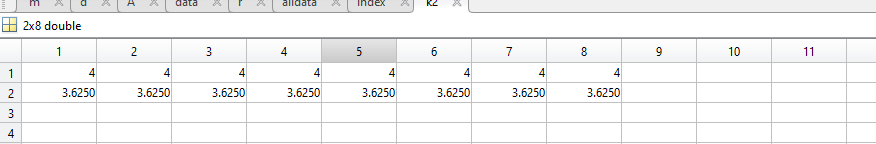 m d A data r alldata index k2
2x8 double
1 2 3 4 5 6 7 8 9 10 11
1 4 4 4 4 4 4 4 4
2 3.6250 3.6250 3.6250 3.6250 3.6250 3.6250 3.6250 3.6250
3
4